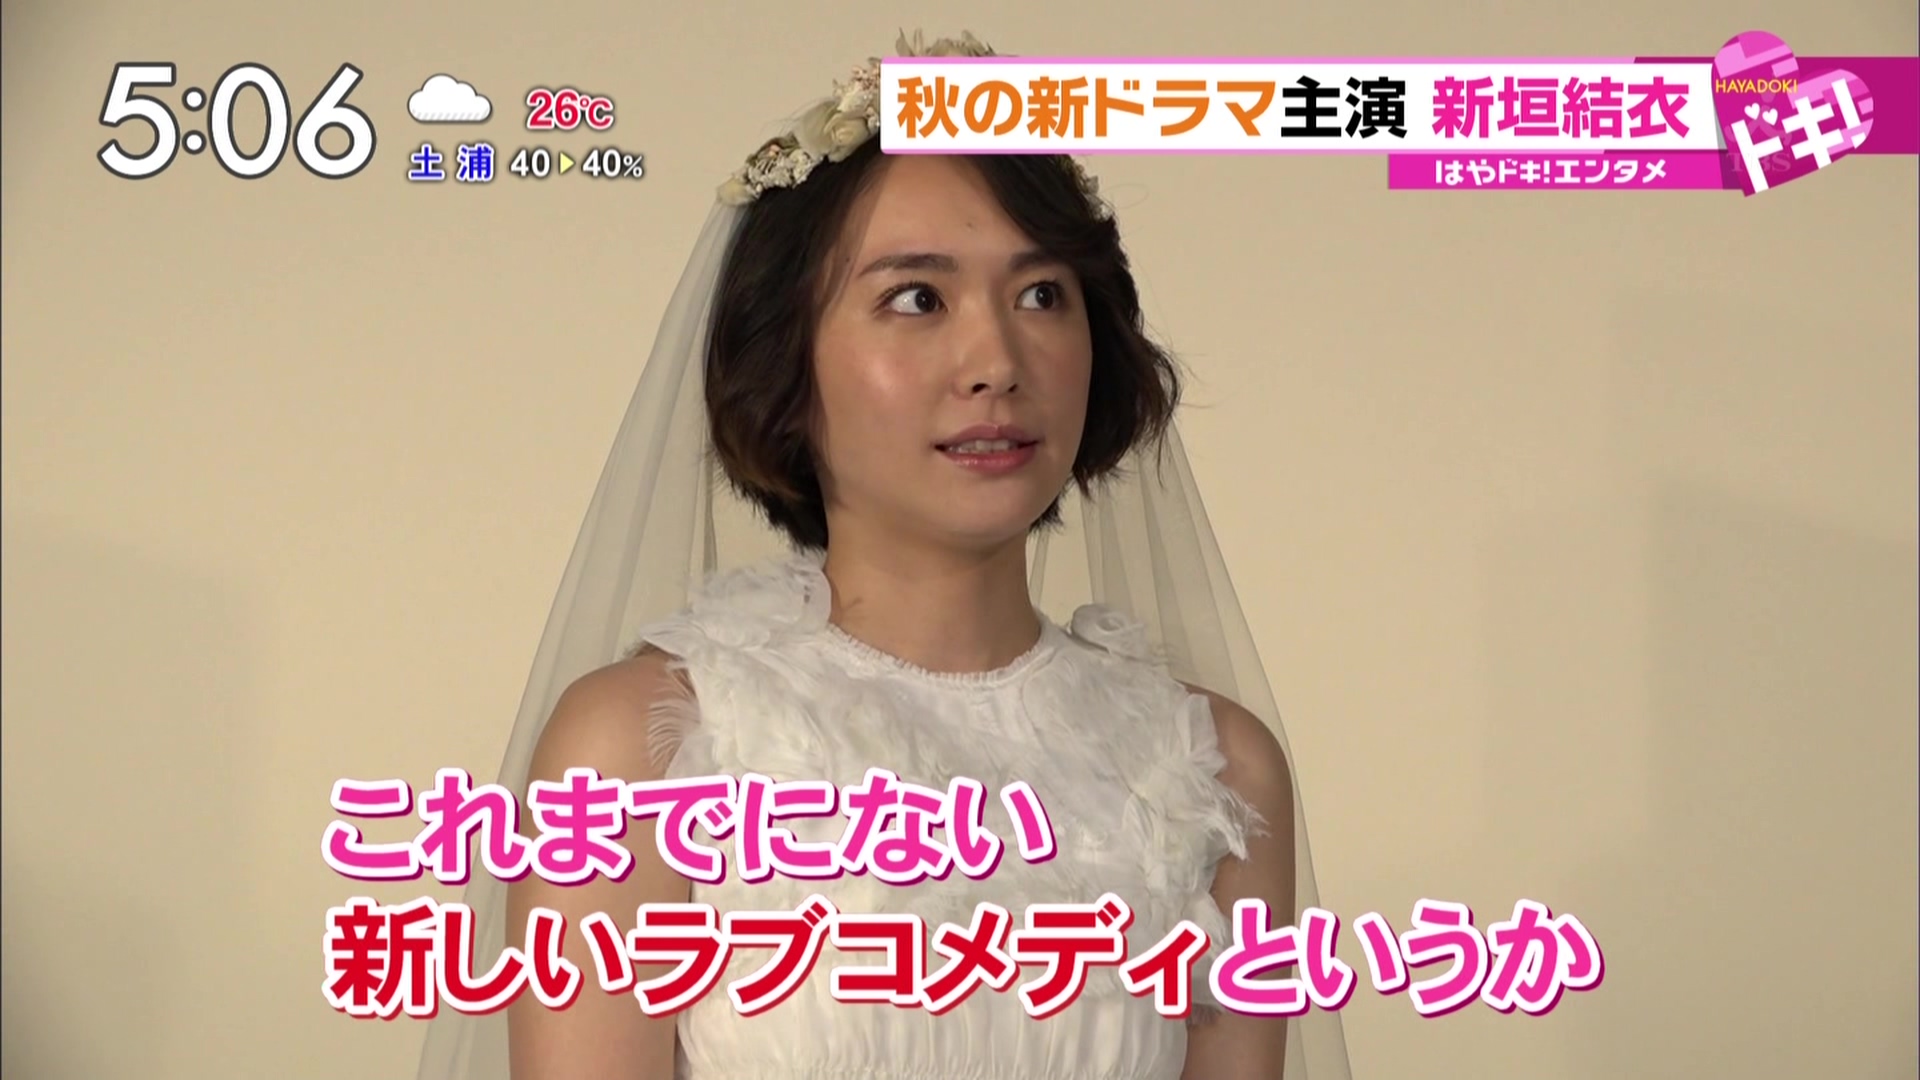 5:06
26℃
土浦 40▶40%
秋の新ドラマ主演 新垣結衣
HAYADOKI
ドキ!
はやドキ!エンタメ
TBS
これまでにない
新しいラブコメディというか